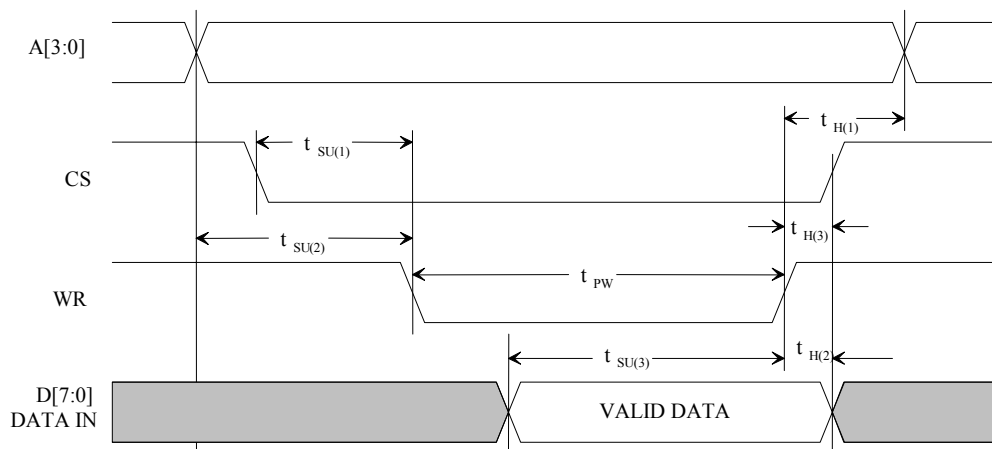 A[3:0]
t H(1)
t SU(1)
CS
t SU(2)
t H(3)
t PW
WR
t SU(3)
t H(2
D[7:0]
DATA IN
VALID DATA